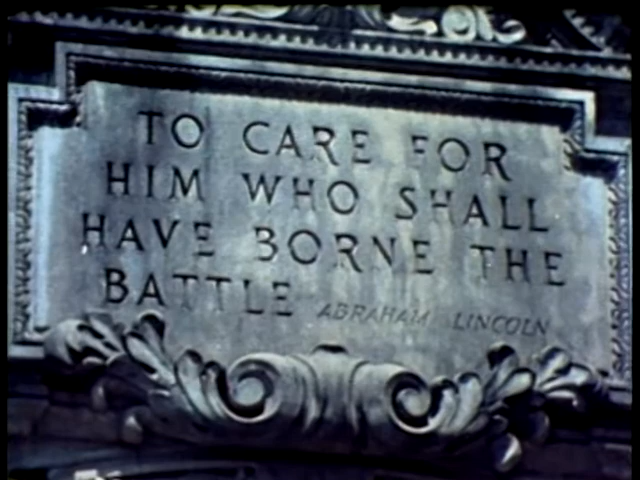 TO CARE FOR
HIM WHO SHALL
HAVE BORNE THE
BATTLE ABRAHAM LINCOLN